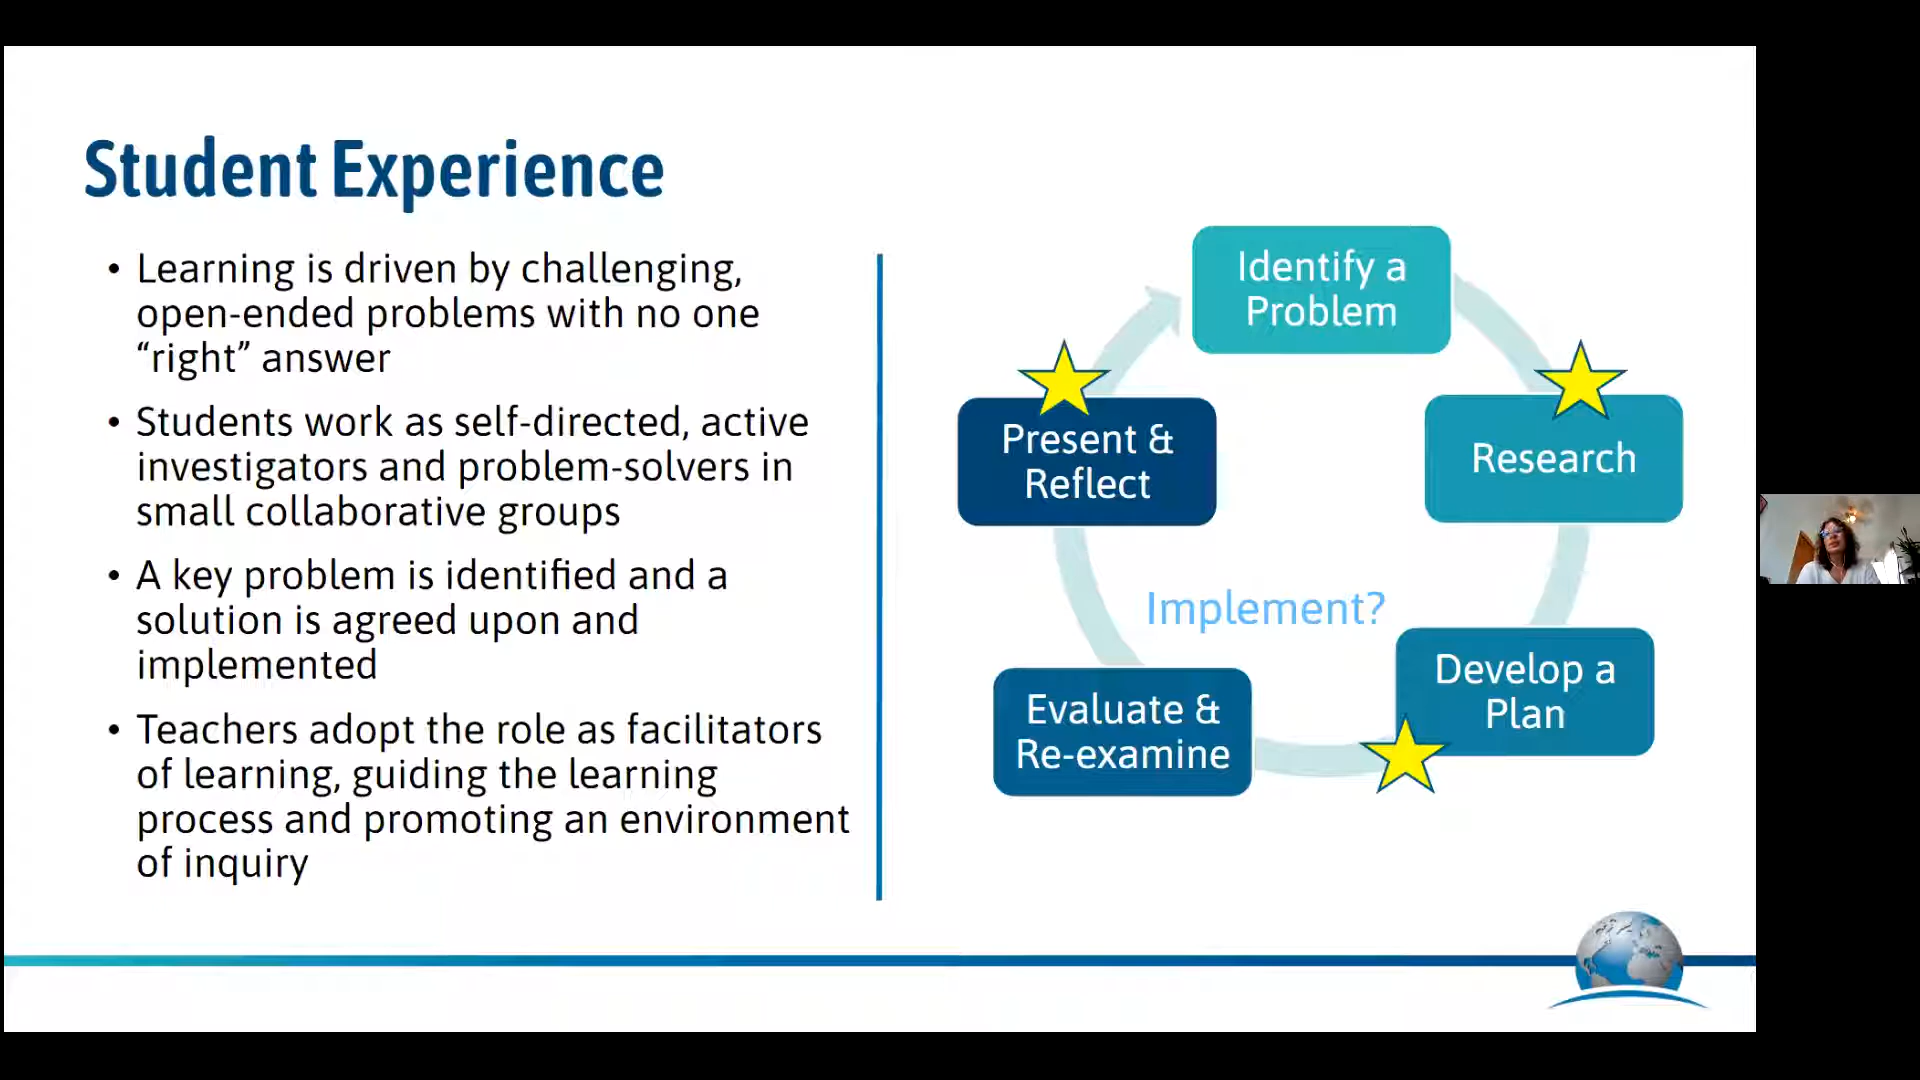 Student Experience
• Learning is driven by challenging,
open-ended problems with no one
“right” answer
• Students work as self-directed, active
investigators and problem-solvers in
small collaborative groups
• A key problem is identified and a
solution is agreed upon and
implemented
• Teachers adopt the role as facilitators
of learning, guiding the learning
process and promoting an environment
of inquiry
Identify a
Problem
Research
Develop a
Plan
Evaluate &
Re-examine
Present &
Reflect
Implement?